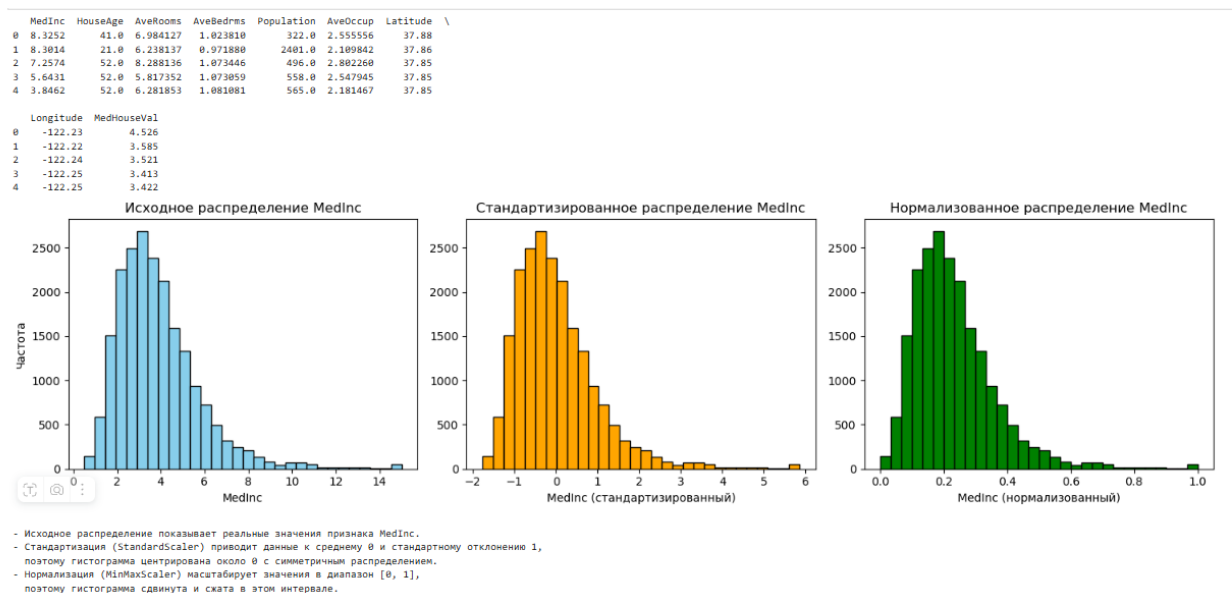 MedInc HouseAge AveRooms AveBedrms Population AveOccup Latitude \
0 8.3252 41.0 6.984127 1.023810 322.0 2.555556 37.88
1 8.3014 21.0 6.238137 0.971880 2401.0 2.109842 37.86
2 7.2574 52.0 8.288136 1.073446 496.0 2.802260 37.85
3 5.6431 52.0 5.817352 1.073059 558.0 2.547945 37.85
4 3.8462 52.0 6.281853 1.081081 565.0 2.181467 37.85
Longitude MedHouseVal
0 -122.23 4.526
1 -122.22 3.585
2 -122.24 3.521
3 -122.25 3.413
4 -122.25 3.422
Исходное распределение MedInc
Частота
2500
2000
1500
1000
500
0
0 2 4 6 8 10 12 14
MedInc
Стандартизированное распределение MedInc
2500
2000
1500
1000
500
0
−2 −1 0 1 2 3 4 5 6
MedInc (стандартизированный)
Нормализованное распределение MedInc
2500
2000
1500
1000
500
0
0.0 0.2 0.4 0.6 0.8 1.0
MedInc (нормализованный)
- Исходное распределение показывает реальные значения признака MedInc.
- Стандартизация (StandardScaler) приводит данные к среднему 0 и стандартному отклонению 1,
поэтому гистограмма центрирована около 0 с симметричным распределением.
- Нормализация (MinMaxScaler) масштабирует значения в диапазон [0, 1],
поэтому гистограмма сдвинута и сжата в этом интервале.